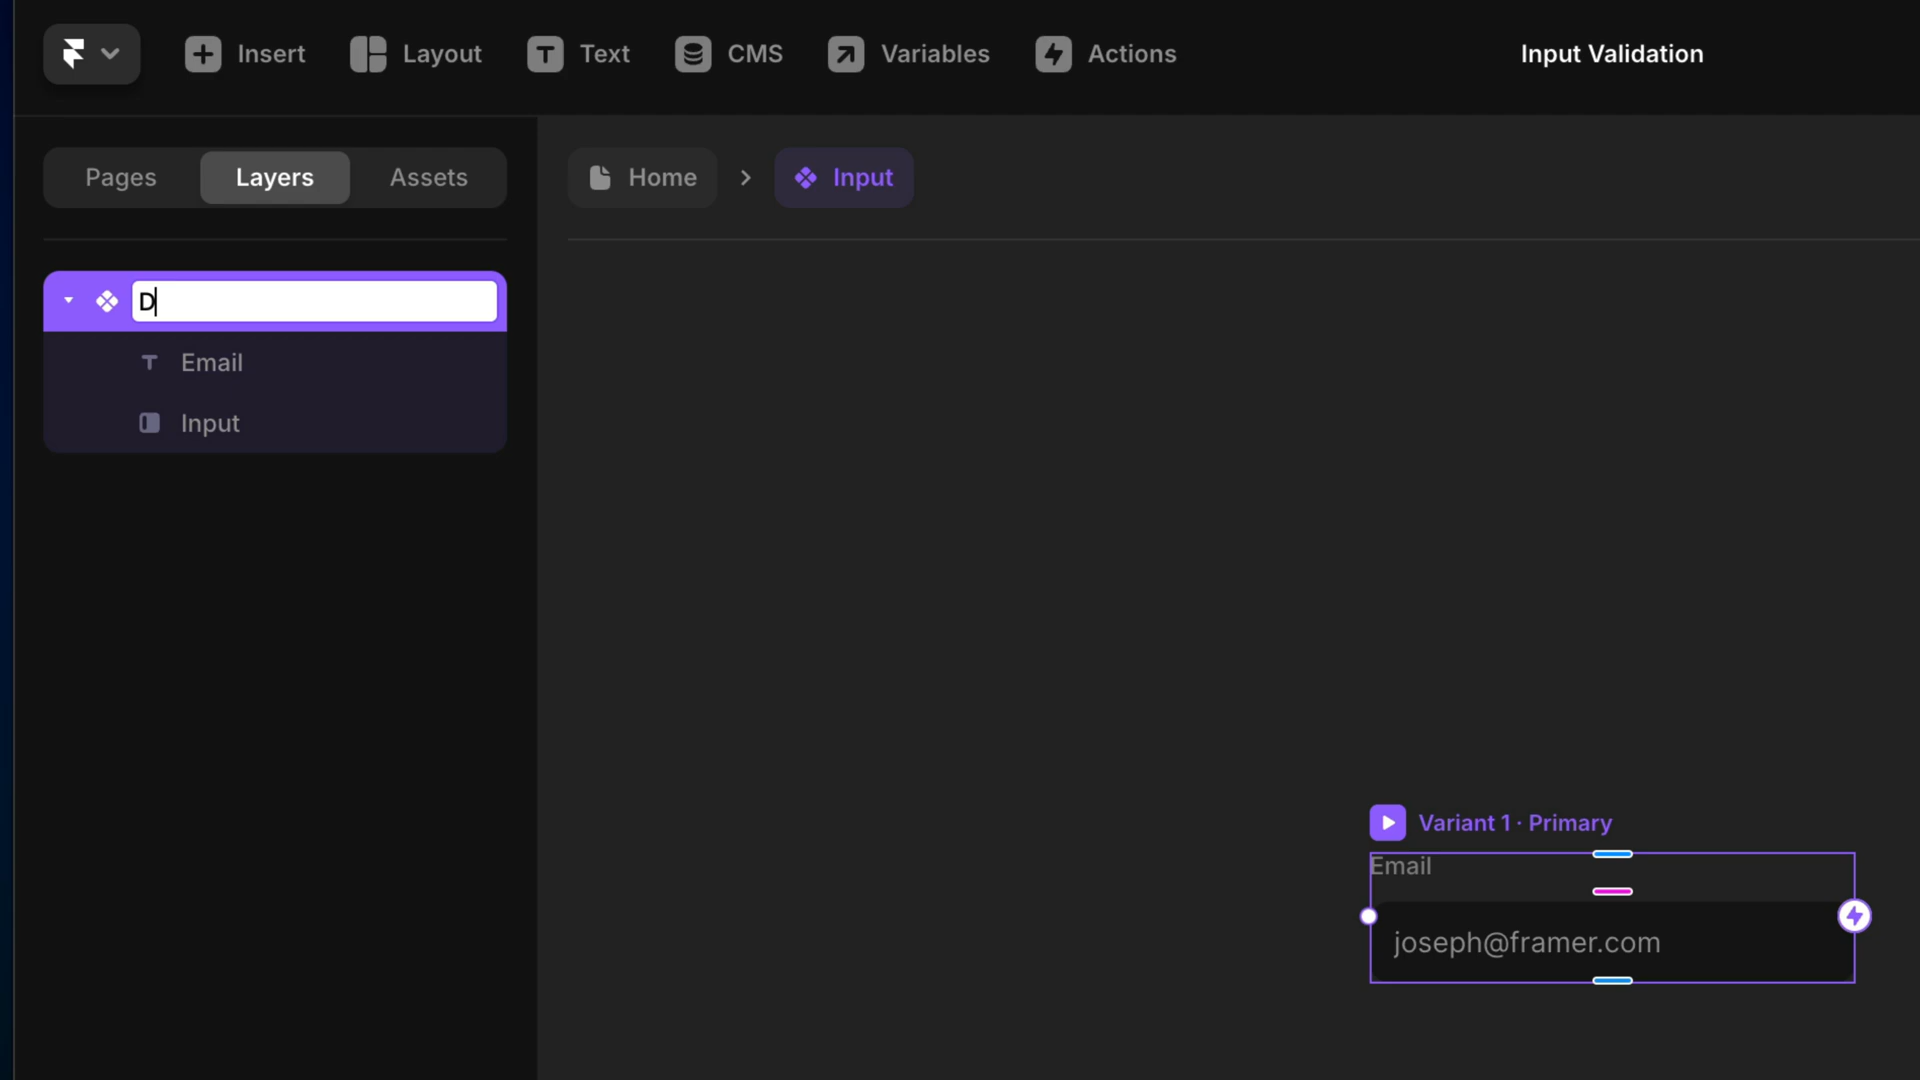 Insert Layout Text CMS Variables Actions Input Validation
Pages Layers Assets
Home Input
D
Email
Input
Variant 1 · Primary
Email
joseph@framer.com